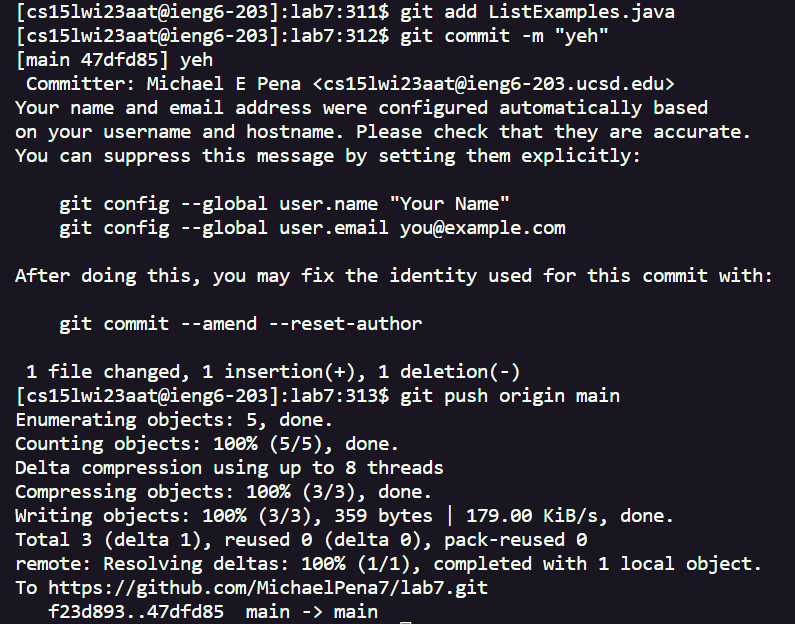 [cs15lwi23aat@ieng6-203]:lab7:311$ git add ListExamples.java
[cs15lwi23aat@ieng6-203]:lab7:312$ git commit -m "yeh"
[main 47dfd85] yeh
 Committer: Michael E Pena <cs15lwi23aat@ieng6-203.ucsd.edu>
Your name and email address were configured automatically based
on your username and hostname. Please check that they are accurate.
You can suppress this message by setting them explicitly:

    git config --global user.name "Your Name"
    git config --global user.email you@example.com

After doing this, you may fix the identity used for this commit with:

    git commit --amend --reset-author

 1 file changed, 1 insertion(+), 1 deletion(-)
[cs15lwi23aat@ieng6-203]:lab7:313$ git push origin main
Enumerating objects: 5, done.
Counting objects: 100% (5/5), done.
Delta compression using up to 8 threads
Compressing objects: 100% (3/3), done.
Writing objects: 100% (3/3), 359 bytes | 179.00 KiB/s, done.
Total 3 (delta 1), reused 0 (delta 0), pack-reused 0
remote: Resolving deltas: 100% (1/1), completed with 1 local object.
To https://github.com/MichaelPena7/lab7.git
   f23d893..47dfd85  main -> main